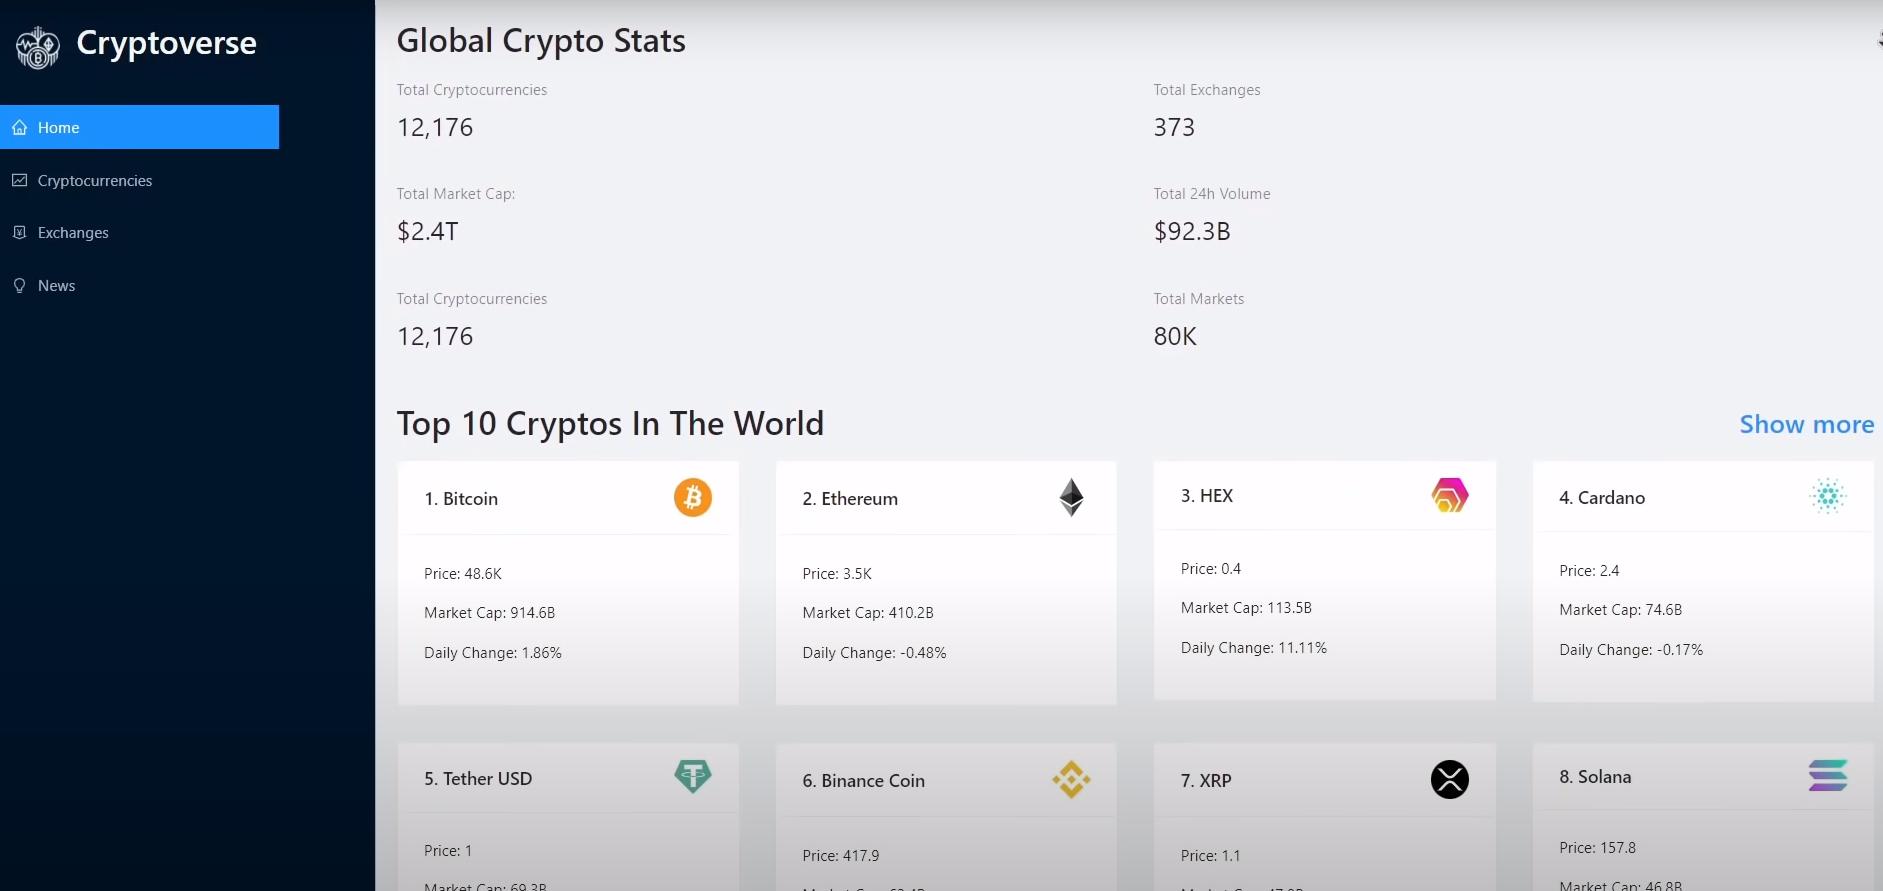 Cryptoverse
Home
Cryptocurrencies
Exchanges
News
Global Crypto Stats
Total Cryptocurrencies
12,176
Total Exchanges
373
Total Market Cap:
$2.4T
Total 24h Volume
$92.3B
Total Cryptocurrencies
12,176
Total Markets
80K
Top 10 Cryptos In The World
Show more
1. Bitcoin
Price: 48.6K
Market Cap: 914.6B
Daily Change: 1.86%
2. Ethereum
Price: 3.5K
Market Cap: 410.2B
Daily Change: -0.48%
3. HEX
Price: 0.4
Market Cap: 113.5B
Daily Change: 11.11%
4. Cardano
Price: 2.4
Market Cap: 74.6B
Daily Change: -0.17%
5. Tether USD
Price: 1
Market Cap: 69.3B
6. Binance Coin
Price: 417.9
7. XRP
Price: 1.1
8. Solana
Price: 157.8
Market Cap: 46.8B